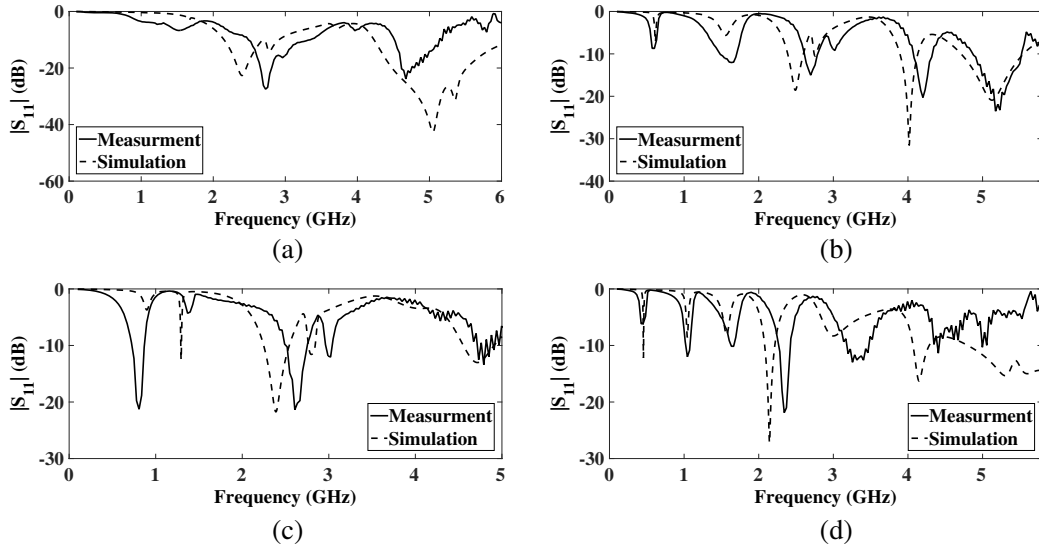 0
-20
-40
-60
|S11| (dB)
Measurment
Simulation
0 1 2 3 4 5 6
Frequency (GHz)
(a)
0
-10
-20
-30
-40
|S11| (dB)
Measurment
Simulation
0 1 2 3 4 5
Frequency (GHz)
(b)
0
-10
-20
-30
|S11| (dB)
Measurment
Simulation
0 1 2 3 4 5
Frequency (GHz)
(c)
0
-10
-20
-30
|S11| (dB)
Measurment
Simulation
0 1 2 3 4 5
Frequency (GHz)
(d)